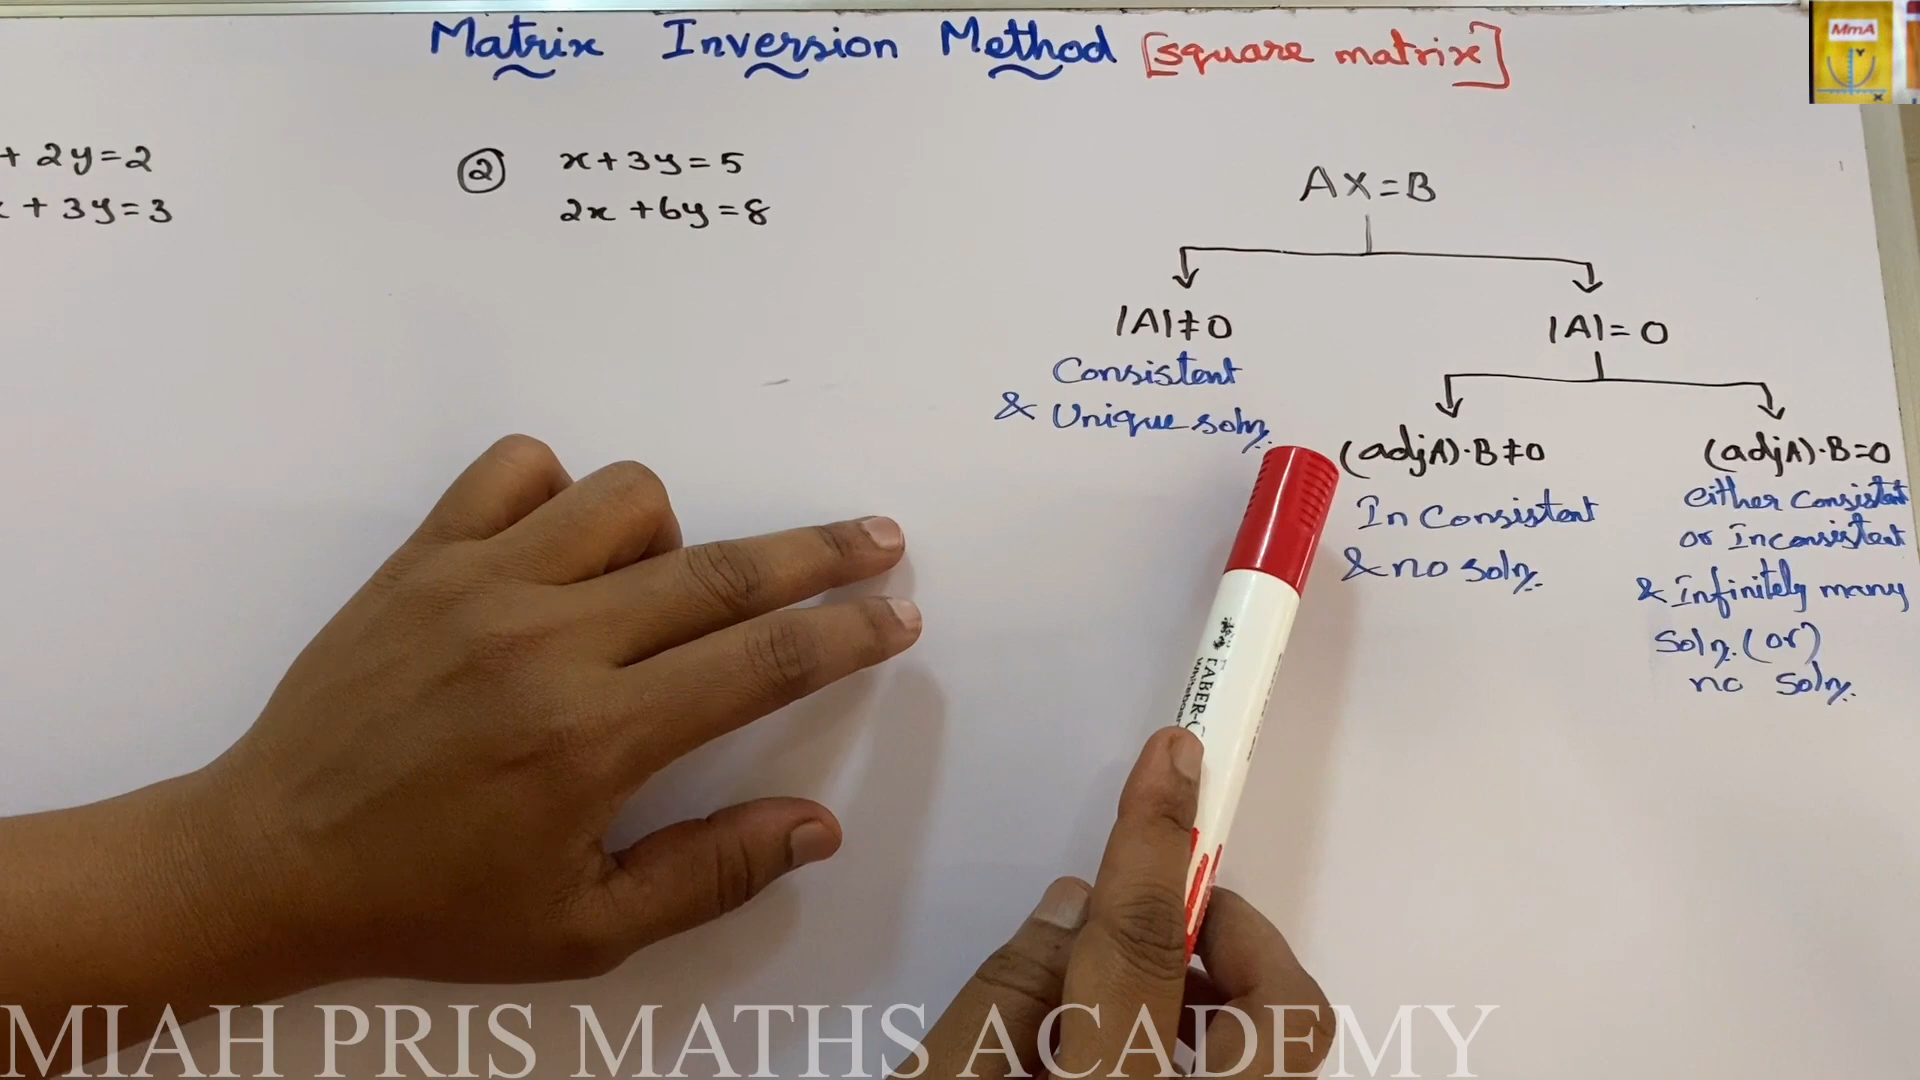 Matrix Inversion Method [square matrix]
MmA
Y
X
+ 2y=2
+ 3y=3
② x+3y=5
2x+6y=8
AX=B
|A|≠0
Consistent
& Unique soln.
|A|=0
(adjA)·B≠0
InConsistent
& no soln.
(adjA)·B=0
either consistent
or Inconsistent
& Infinitely many
soln. (or)
no soln.
FABER-C
MIAH PRIS MATHS ACADEMY